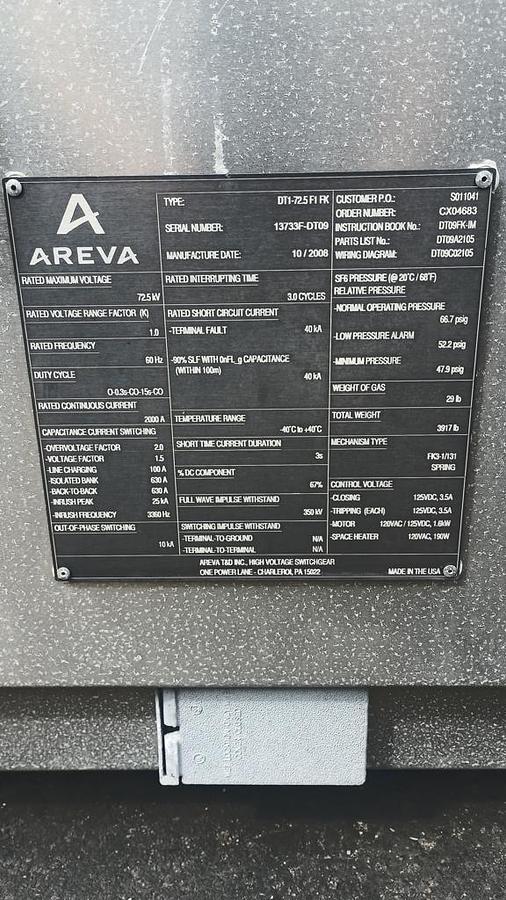 AREVA
TYPE: DT1-72.5 F1 FK
SERIAL NUMBER: 13733F-DT09
MANUFACTURE DATE: 10 / 2008
CUSTOMER P.O.: S011041
ORDER NUMBER: CX04683
INSTRUCTION BOOK No.: DT09FK-IM
PARTS LIST No.: DT09A2105
WIRING DIAGRAM: DT09C02105
RATED MAXIMUM VOLTAGE
72.5 kV
RATED VOLTAGE RANGE FACTOR (K)
1.0
RATED FREQUENCY
60 Hz
DUTY CYCLE
O-0.3s-CO-15s-CO
RATED CONTINUOUS CURRENT
2000 A
CAPACITANCE CURRENT SWITCHING
-OVERVOLTAGE FACTOR 2.0
-VOLTAGE FACTOR 1.5
-LINE CHARGING 100 A
-ISOLATED BANK 630 A
-BACK-TO-BACK 630 A
-INRUSH PEAK 25 kA
-INRUSH FREQUENCY 3360 Hz
OUT-OF-PHASE SWITCHING
10 kA
RATED INTERRUPTING TIME
3.0 CYCLES
RATED SHORT CIRCUIT CURRENT
-TERMINAL FAULT 40 kA
-90% SLF WITH 0nFL_g CAPACITANCE
(WITHIN 100m)
40 kA
TEMPERATURE RANGE
-40°C to +40°C
SHORT TIME CURRENT DURATION
3s
% DC COMPONENT
67%
FULL WAVE IMPULSE WITHSTAND
350 kV
SWITCHING IMPULSE WITHSTAND
-TERMINAL-TO-GROUND N/A
-TERMINAL-TO-TERMINAL N/A
SF6 PRESSURE (@ 20°C / 68°F)
RELATIVE PRESSURE
-NORMAL OPERATING PRESSURE
66.7 psig
-LOW PRESSURE ALARM
52.2 psig
-MINIMUM PRESSURE
47.9 psig
WEIGHT OF GAS
29 lb
TOTAL WEIGHT
3917 lb
MECHANISM TYPE
FK3-1/131
SPRING
CONTROL VOLTAGE
-CLOSING 125VDC, 3.5A
-TRIPPING (EACH) 125VDC, 3.5A
-MOTOR 120VAC / 125VDC, 1.6kW
-SPACE HEATER 120VAC, 190W
AREVA T&D INC., HIGH VOLTAGE SWITCHGEAR
ONE POWER LANE - CHARLEROI, PA 15022
MADE IN THE USA